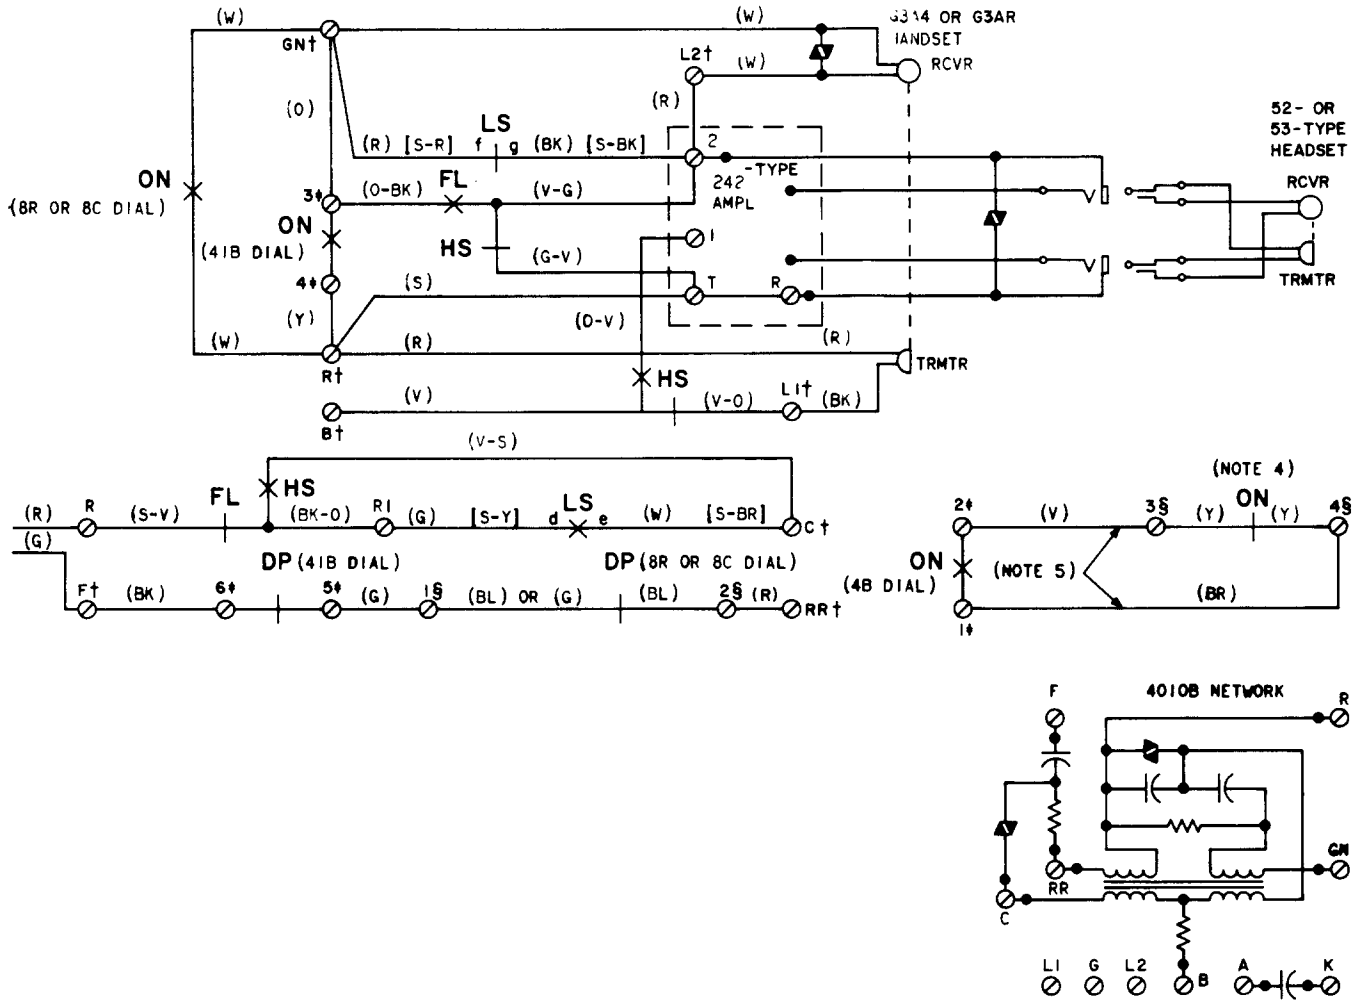 (W)
(W)
G3A4 OR G3AR
HANDSET
GN†
L2†
(W)
RCVR
(O)
(R)
52- OR
53-TYPE
HEADSET
LS
(R) [S-R] f g (BK) [S-BK]
2
-TYPE
242
AMPL
ON
(8R OR 8C DIAL)
(O-BK)
FL
(V-G)
RCVR
3‡
ON
(41B DIAL)
HS
1
(G-V)
4‡
(S)
T
R
TRMTR
(Y)
(O-V)
(W)
(R)
(R)
R†
TRMTR
HS
(V)
(V-O)
L1†
(BK)
B†
(V-S)
(NOTE 4)
HS
FL
LS
ON
(R)
R
(S-V)
(BK-O)
R1
(G)
[S-Y]
d
e
(W)
[S-BR]
C†
2‡
(V)
3§
(Y)
(Y)
4§
(G)
DP (41B DIAL)
DP (8R OR 8C DIAL)
ON
(4B DIAL)
(NOTE 5)
F†
(BK)
6‡
5‡
(G)
1§
(BL) OR (G)
(BL)
2§
(R)
RR†
(BR)
1‡
F
4010B NETWORK
R
GN
RR
C
L1
G
L2
B
A
K